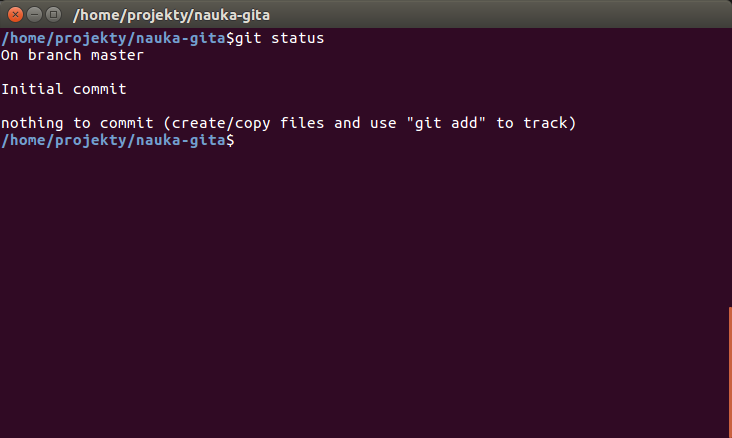 /home/projekty/nauka-gita
/home/projekty/nauka-gita$git status
On branch master
Initial commit
nothing to commit (create/copy files and use "git add" to track)
/home/projekty/nauka-gita$